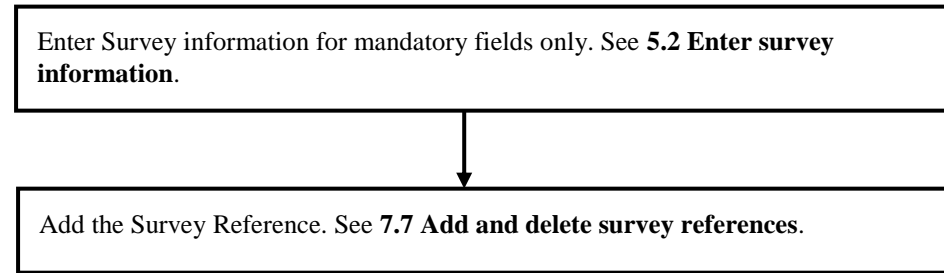 Enter Survey information for mandatory fields only. See 5.2 Enter survey
information.
Add the Survey Reference. See 7.7 Add and delete survey references.